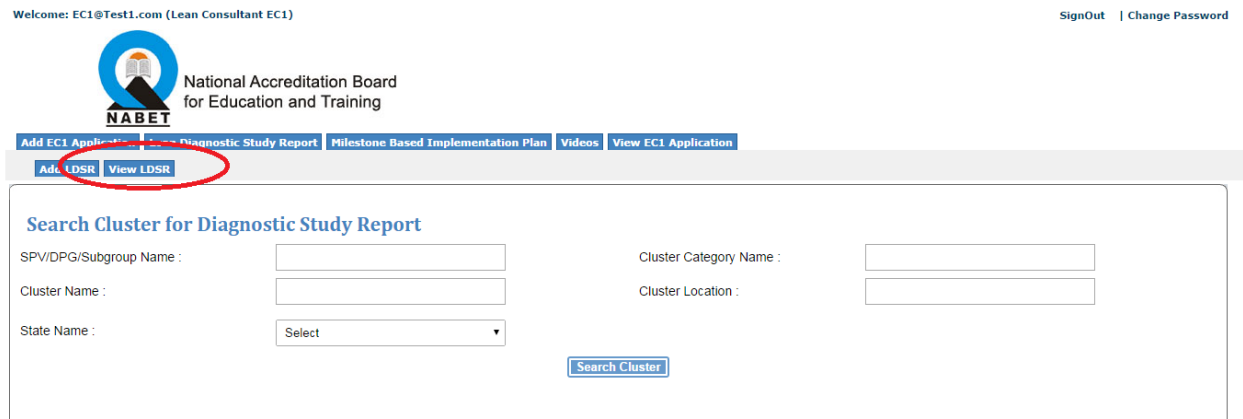 Welcome: EC1@Test1.com (Lean Consultant EC1) SignOut | Change Password
National Accreditation Board
for Education and Training
NABET
Add EC1 Application Lean Diagnostic Study Report Milestone Based Implementation Plan Videos View EC1 Application
Add LDSR View LDSR
Search Cluster for Diagnostic Study Report
SPV/DPG/Subgroup Name : Cluster Category Name :
Cluster Name : Cluster Location :
State Name : Select
Search Cluster